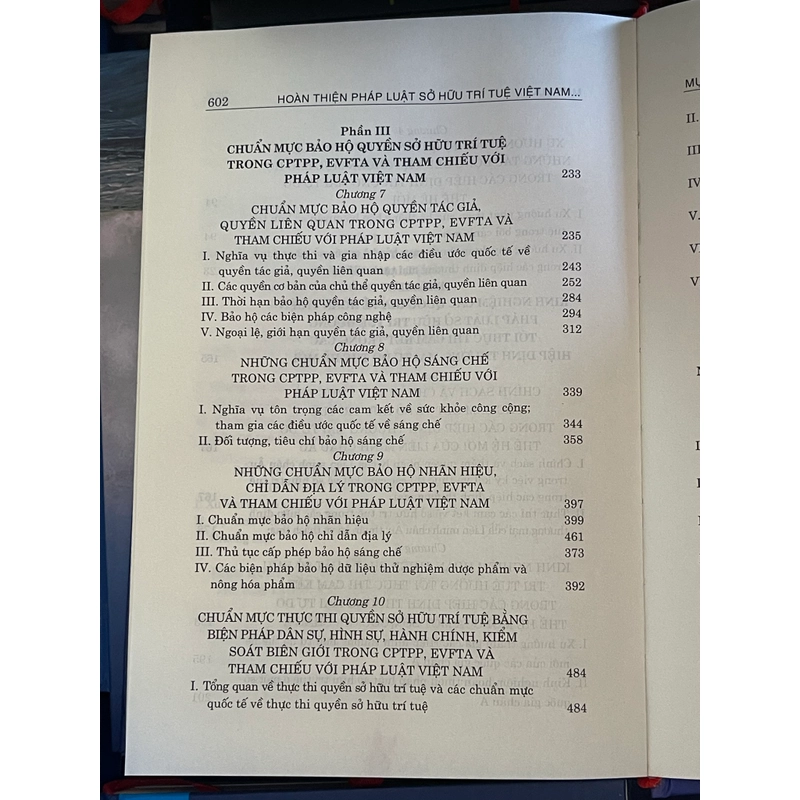 602 HOÀN THIỆN PHÁP LUẬT SỞ HỮU TRÍ TUỆ VIỆT NAM...
Phần III
CHUẨN MỰC BẢO HỘ QUYỀN SỞ HỮU TRÍ TUỆ
TRONG CPTPP, EVFTA VÀ THAM CHIẾU VỚI
PHÁP LUẬT VIỆT NAM 233
Chương 7
CHUẨN MỰC BẢO HỘ QUYỀN TÁC GIẢ,
QUYỀN LIÊN QUAN TRONG CPTPP, EVFTA VÀ
THAM CHIẾU VỚI PHÁP LUẬT VIỆT NAM 235
I. Nghĩa vụ thực thi và gia nhập các điều ước quốc tế về
quyền tác giả, quyền liên quan 243
II. Các quyền cơ bản của chủ thể quyền tác giả, quyền liên quan 252
III. Thời hạn bảo hộ quyền tác giả, quyền liên quan 284
IV. Bảo hộ các biện pháp công nghệ 294
V. Ngoại lệ, giới hạn quyền tác giả, quyền liên quan 312
Chương 8
NHỮNG CHUẨN MỰC BẢO HỘ SÁNG CHẾ
TRONG CPTPP, EVFTA VÀ THAM CHIẾU VỚI
PHÁP LUẬT VIỆT NAM 339
I. Nghĩa vụ tôn trọng các cam kết về sức khỏe công cộng;
tham gia các điều ước quốc tế về sáng chế 344
II. Đối tượng, tiêu chí bảo hộ sáng chế 358
Chương 9
NHỮNG CHUẨN MỰC BẢO HỘ NHÃN HIỆU,
CHỈ DẪN ĐỊA LÝ TRONG CPTPP, EVFTA
VÀ THAM CHIẾU VỚI PHÁP LUẬT VIỆT NAM 397
I. Chuẩn mực bảo hộ nhãn hiệu 399
II. Chuẩn mực bảo hộ chỉ dẫn địa lý 461
III. Thủ tục cấp phép bảo hộ sáng chế 373
IV. Các biện pháp bảo hộ dữ liệu thử nghiệm dược phẩm và
nông hóa phẩm 392
Chương 10
CHUẨN MỰC THỰC THI QUYỀN SỞ HỮU TRÍ TUỆ BẰNG
BIỆN PHÁP DÂN SỰ, HÌNH SỰ, HÀNH CHÍNH, KIỂM
SOÁT BIÊN GIỚI TRONG CPTPP, EVFTA VÀ
THAM CHIẾU VỚI PHÁP LUẬT VIỆT NAM 484
I. Tổng quan về thực thi quyền sở hữu trí tuệ và các chuẩn mực
quốc tế về thực thi quyền sở hữu trí tuệ 484